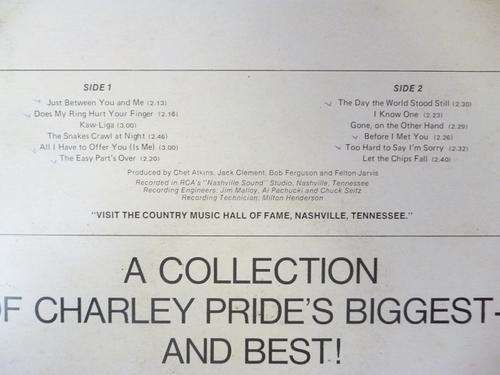 SIDE 1
Just Between You and Me (2.13)
Does My Ring Hurt Your Finger (2.16)
Kaw-Liga (3.00)
The Snakes Crawl at Night (2.46)
All I Have to Offer You (Is Me) (3.00)
The Easy Part's Over (2.20)
SIDE 2
The Day the World Stood Still (2.30)
I Know One (2.23)
Gone, on the Other Hand (2.29)
Before I Met You (2.26)
Too Hard to Say I'm Sorry (2.32)
Let the Chips Fall (2.40)
Produced by Chet Atkins, Jack Clement, Bob Ferguson and Felton Jarvis
Recorded in RCA's "Nashville Sound" Studio, Nashville, Tennessee
Recording Engineers: Jim Malloy, Al Pachucki and Chuck Seitz
Recording Technician: Milton Henderson
"VISIT THE COUNTRY MUSIC HALL OF FAME, NASHVILLE, TENNESSEE."
A COLLECTION
OF CHARLEY PRIDE'S BIGGEST-
AND BEST!